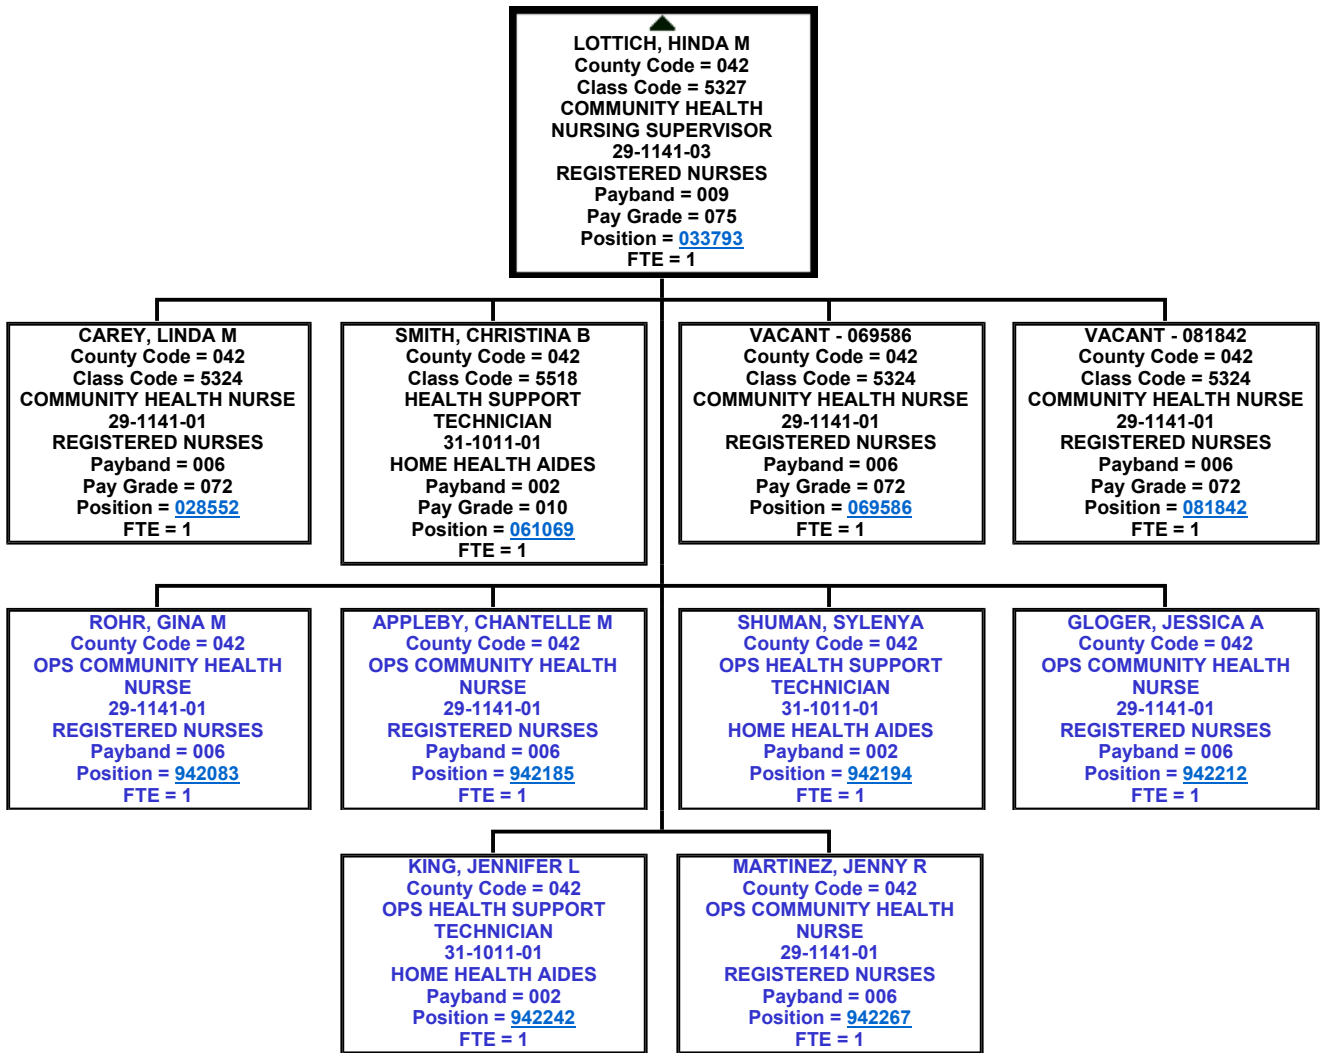 LOTTICH, HINDA M
County Code = 042
Class Code = 5327
COMMUNITY HEALTH
NURSING SUPERVISOR
29-1141-03
REGISTERED NURSES
Payband = 009
Pay Grade = 075
Position = 033793
FTE = 1
CAREY, LINDA M
County Code = 042
Class Code = 5324
COMMUNITY HEALTH NURSE
29-1141-01
REGISTERED NURSES
Payband = 006
Pay Grade = 072
Position = 028552
FTE = 1
SMITH, CHRISTINA B
County Code = 042
Class Code = 5518
HEALTH SUPPORT
TECHNICIAN
31-1011-01
HOME HEALTH AIDES
Payband = 002
Pay Grade = 010
Position = 061069
FTE = 1
VACANT - 069586
County Code = 042
Class Code = 5324
COMMUNITY HEALTH NURSE
29-1141-01
REGISTERED NURSES
Payband = 006
Pay Grade = 072
Position = 069586
FTE = 1
VACANT - 081842
County Code = 042
Class Code = 5324
COMMUNITY HEALTH NURSE
29-1141-01
REGISTERED NURSES
Payband = 006
Pay Grade = 072
Position = 081842
FTE = 1
ROHR, GINA M
County Code = 042
OPS COMMUNITY HEALTH
NURSE
29-1141-01
REGISTERED NURSES
Payband = 006
Position = 942083
FTE = 1
APPLEBY, CHANTELLE M
County Code = 042
OPS COMMUNITY HEALTH
NURSE
29-1141-01
REGISTERED NURSES
Payband = 006
Position = 942185
FTE = 1
SHUMAN, SYLENYA
County Code = 042
OPS HEALTH SUPPORT
TECHNICIAN
31-1011-01
HOME HEALTH AIDES
Payband = 002
Position = 942194
FTE = 1
GLOGER, JESSICA A
County Code = 042
OPS COMMUNITY HEALTH
NURSE
29-1141-01
REGISTERED NURSES
Payband = 006
Position = 942212
FTE = 1
KING, JENNIFER L
County Code = 042
OPS HEALTH SUPPORT
TECHNICIAN
31-1011-01
HOME HEALTH AIDES
Payband = 002
Position = 942242
FTE = 1
MARTINEZ, JENNY R
County Code = 042
OPS COMMUNITY HEALTH
NURSE
29-1141-01
REGISTERED NURSES
Payband = 006
Position = 942267
FTE = 1